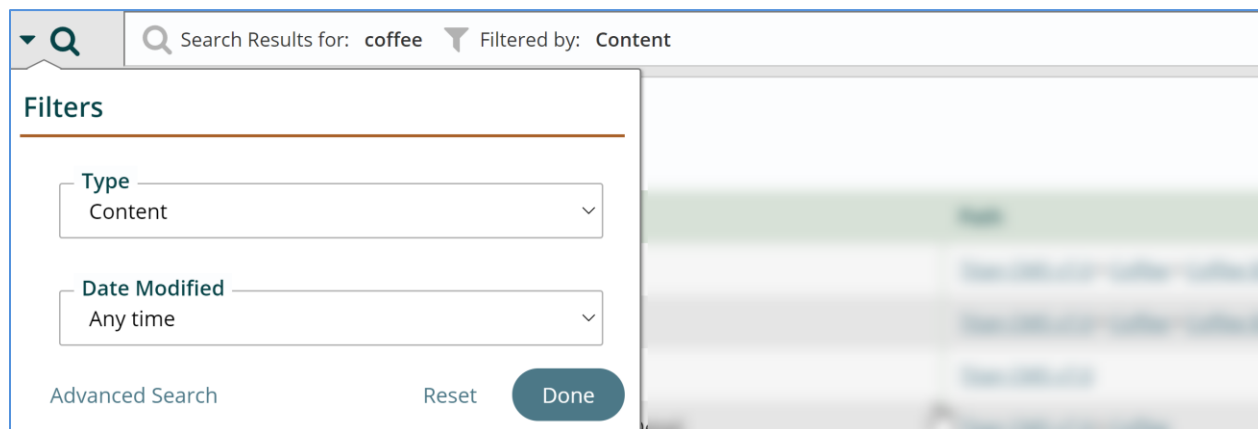 Search Results for: coffee Filtered by: Content
Filters
Type
Content
Date Modified
Any time
Advanced Search Reset Done